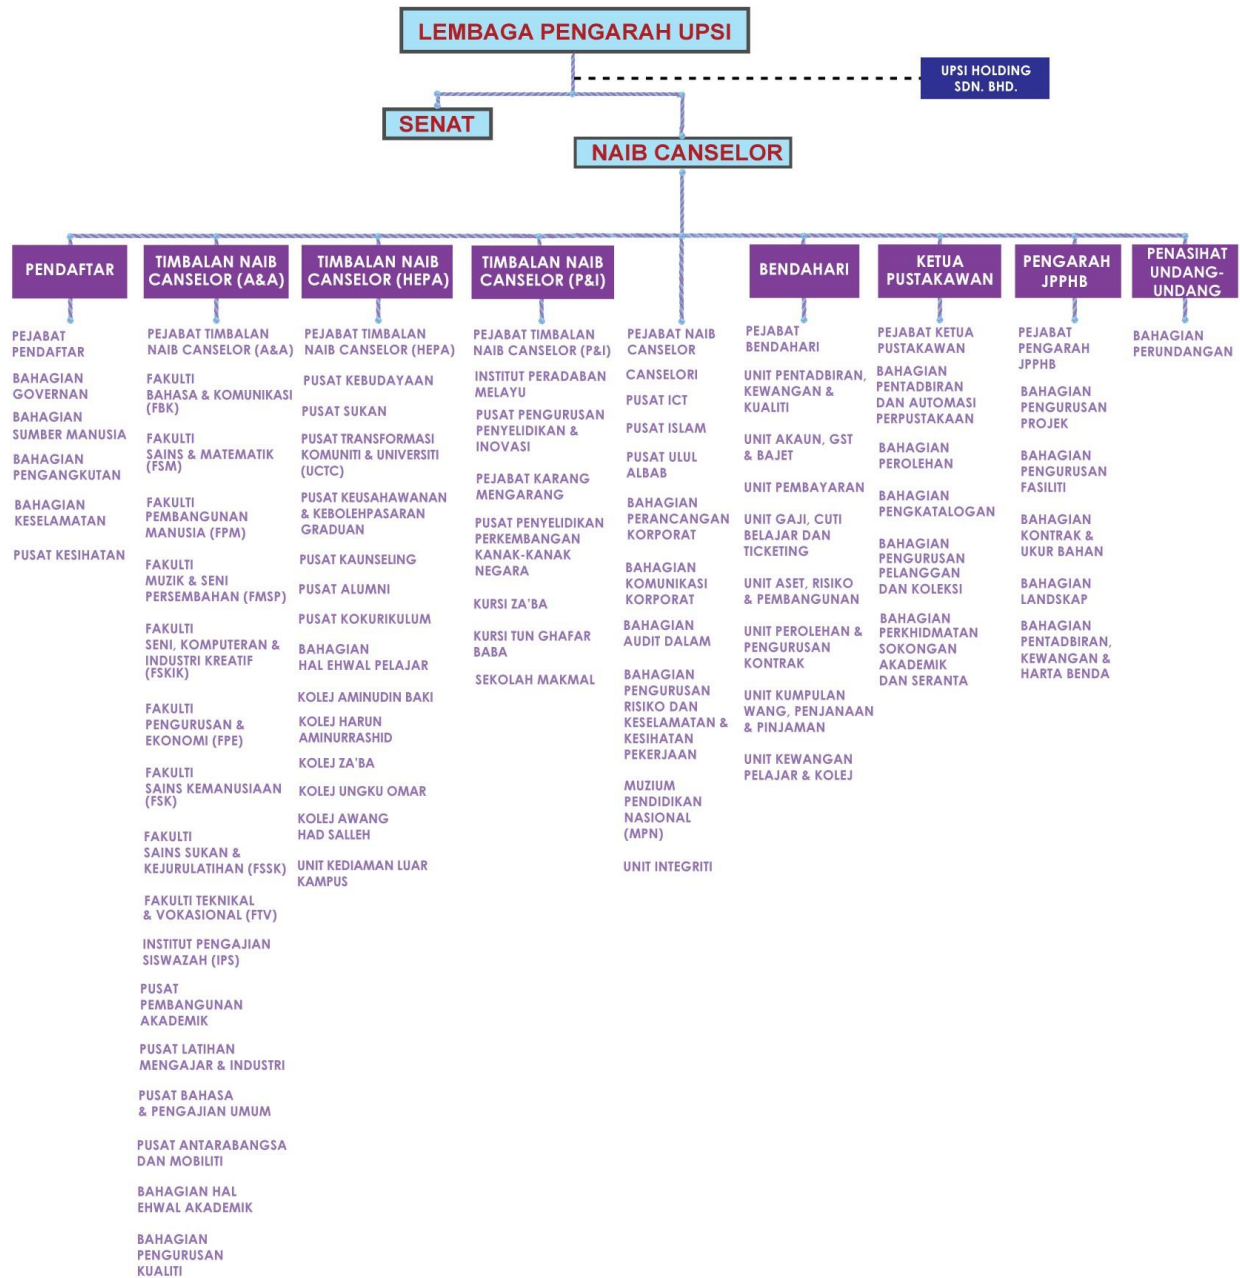 LEMBAGA PENGARAH UPSI
UPSI HOLDING
SDN. BHD.
SENAT
NAIB CANSELOR
PENDAFTAR
PEJABAT
PENDAFTAR
BAHAGIAN
GOVERNAN
BAHAGIAN
SUMBER MANUSIA
BAHAGIAN
PENGANGKUTAN
BAHAGIAN
KESELAMATAN
PUSAT KESIHATAN
TIMBALAN NAIB
CANSELOR (A&A)
PEJABAT TIMBALAN
NAIB CANSELOR (A&A)
FAKULTI
BAHASA & KOMUNIKASI
(FBK)
FAKULTI
SAINS & MATEMATIK
(FSM)
FAKULTI
PEMBANGUNAN
MANUSIA (FPM)
FAKULTI
MUZIK & SENI
PERSEMBAHAN (FMSP)
FAKULTI
SENI, KOMPUTERAN &
INDUSTRI KREATIF
(FSKIK)
FAKULTI
PENGURUSAN &
EKONOMI (FPE)
FAKULTI
SAINS KEMANUSIAAN
(FSK)
FAKULTI
SAINS SUKAN &
KEJURULATIHAN (FSSK)
FAKULTI TEKNIKAL
& VOKASIONAL (FTV)
INSTITUT PENGAJIAN
SISWAZAH (IPS)
PUSAT
PEMBANGUNAN
AKADEMIK
PUSAT LATIHAN
MENGAJAR & INDUSTRI
PUSAT BAHASA
& PENGAJIAN UMUM
PUSAT ANTARABANGSA
DAN MOBILITI
BAHAGIAN HAL
EHWAL AKADEMIK
BAHAGIAN
PENGURUSAN
KUALITI
TIMBALAN NAIB
CANSELOR (HEPA)
PEJABAT TIMBALAN
NAIB CANSELOR (HEPA)
PUSAT KEBUDAYAAN
PUSAT SUKAN
PUSAT TRANSFORMASI
KOMUNITI & UNIVERSITI
(UCTC)
PUSAT KEUSAHAWANAN
& KEBOLEHPASARAN
GRADUAN
PUSAT KAUNSELING
PUSAT ALUMNI
PUSAT KOKURIKULUM
BAHAGIAN
HAL EHWAL PELAJAR
KOLEJ AMINUDIN BAKI
KOLEJ HARUN
AMINURRASHID
KOLEJ ZA'BA
KOLEJ UNGKU OMAR
KOLEJ AWANG
HAD SALLEH
UNIT KEDIAMAN LUAR
KAMPUS
TIMBALAN NAIB
CANSELOR (P&I)
PEJABAT TIMBALAN
NAIB CANSELOR (P&I)
INSTITUT PERADABAN
MELAYU
PUSAT PENGURUSAN
PENYELIDIKAN &
INOVASI
PEJABAT KARANG
MENGARANG
PUSAT PENYELIDIKAN
PERKEMBANGAN
KANAK-KANAK
NEGARA
KURSI ZA'BA
KURSI TUN GHAFAR
BABA
SEKOLAH MAKMAL
PEJABAT NAIB
CANSELOR
CANSELORI
PUSAT ICT
PUSAT ISLAM
PUSAT ULUL
ALBAB
BAHAGIAN
PERANCANGAN
KORPORAT
BAHAGIAN
KOMUNIKASI
KORPORAT
BAHAGIAN
AUDIT DALAM
BAHAGIAN
PENGURUSAN
RISIKO DAN
KESELAMATAN &
KESIHATAN
PEKERJAAN
MUZIUM
PENDIDIKAN
NASIONAL
(MPN)
UNIT INTEGRITI
BENDAHARI
PEJABAT
BENDAHARI
UNIT PENTADBIRAN,
KEWANGAN &
KUALITI
UNIT AKAUN, GST
& BAJET
UNIT PEMBAYARAN
UNIT GAJI, CUTI
BELAJAR DAN
TICKETING
UNIT ASET, RISIKO
& PEMBANGUNAN
UNIT PEROLEHAN &
PENGURUSAN
KONTRAK
UNIT KUMPULAN
WANG, PENJANAAN
& PINJAMAN
UNIT KEWANGAN
PELAJAR & KOLEJ
KETUA
PUSTAKAWAN
PEJABAT KETUA
PUSTAKAWAN
BAHAGIAN
PENTADBIRAN
DAN AUTOMASI
PERPUSTAKAAN
BAHAGIAN
PEROLEHAN
BAHAGIAN
PENGKATALOGAN
BAHAGIAN
PENGURUSAN
PELANGGAN
DAN KOLEKSI
BAHAGIAN
PERKHIDMATAN
SOKONGAN
AKADEMIK
DAN SERANTA
PENGARAH
JPPHB
PEJABAT
PENGARAH
JPPHB
BAHAGIAN
PENGURUSAN
PROJEK
BAHAGIAN
PENGURUSAN
FASILITI
BAHAGIAN
KONTRAK &
UKUR BAHAN
BAHAGIAN
LANDSKAP
BAHAGIAN
PENTADBIRAN,
KEWANGAN &
HARTA BENDA
PENASIHAT
UNDANG-
UNDANG
BAHAGIAN
PERUNDANGAN